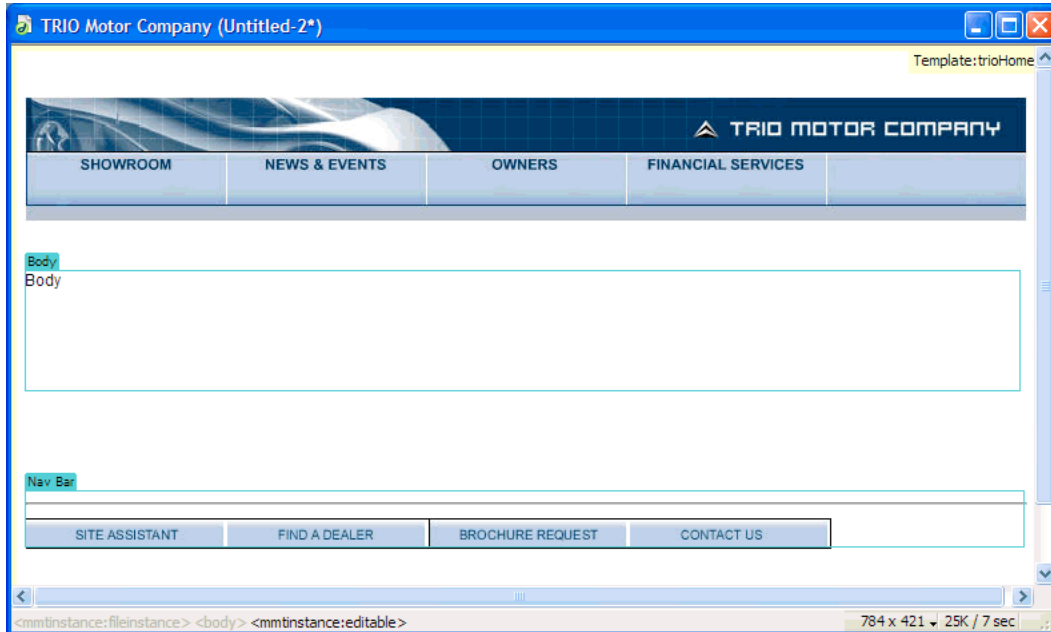 TRIO Motor Company (Untitled-2*)
Template:trioHome
TRIO MOTOR COMPANY
SHOWROOM NEWS & EVENTS OWNERS FINANCIAL SERVICES
Body
Body
Nav Bar
SITE ASSISTANT FIND A DEALER BROCHURE REQUEST CONTACT US
<mmtinstance:fileinstance> <body> <mmtinstance:editable> 784 x 421 25K / 7 sec